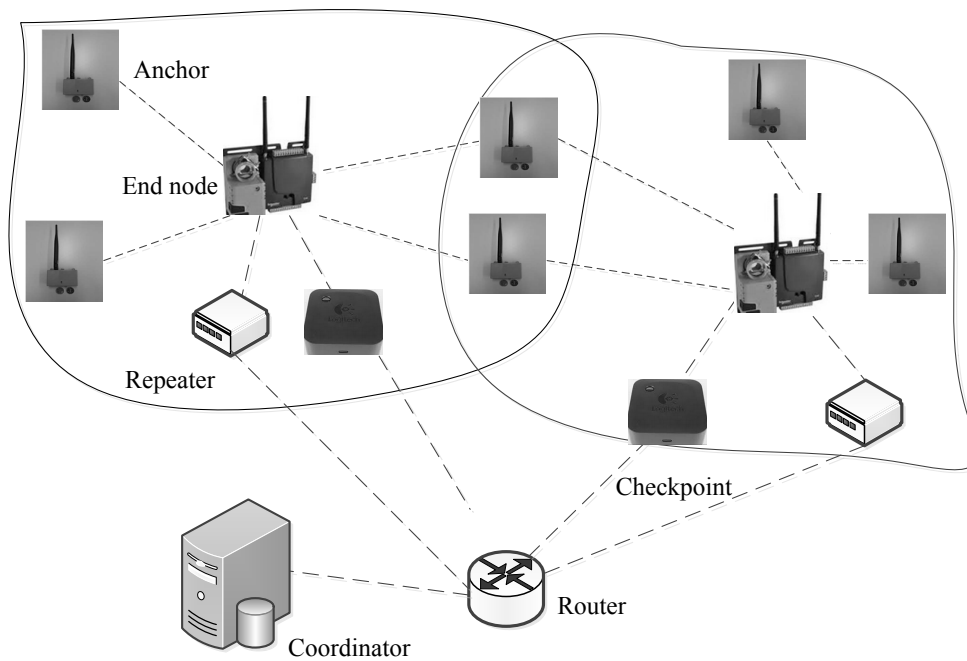 Anchor
End node
Repeater
Checkpoint
Router
Coordinator